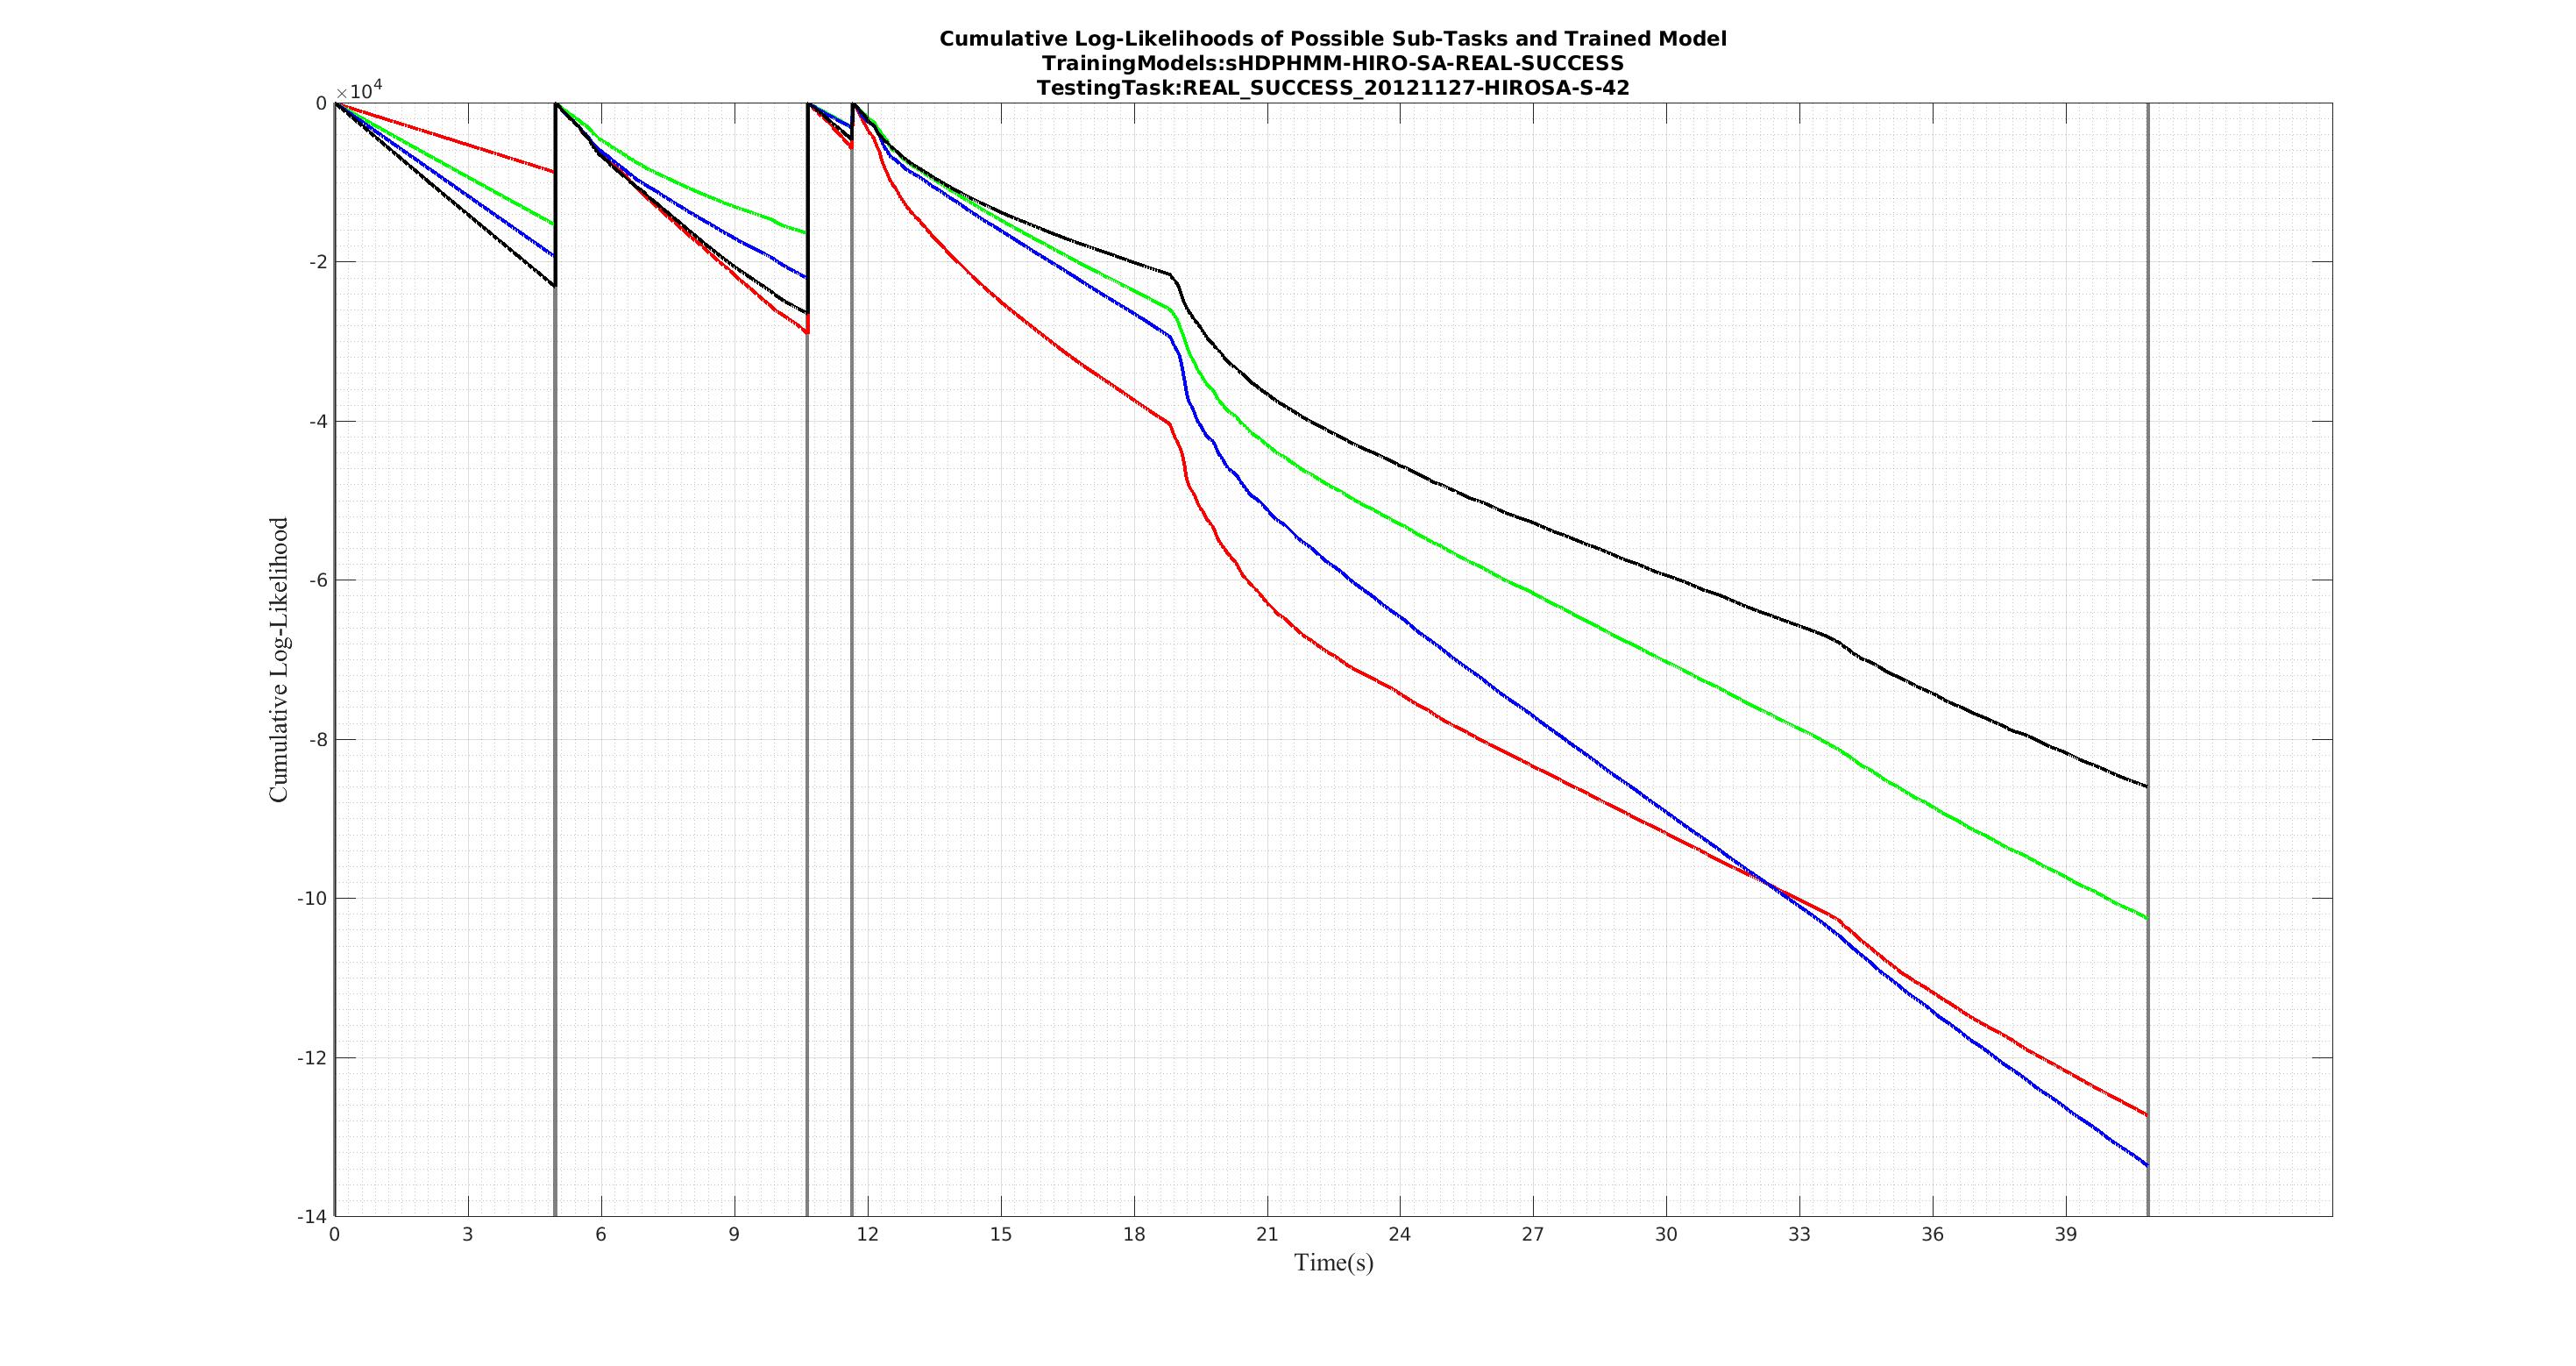 Cumulative Log-Likelihoods of Possible Sub-Tasks and Trained Model
TrainingModels:sHDPHMM-HIRO-SA-REAL-SUCCESS
TestingTask:REAL_SUCCESS_20121127-HIROSA-S-42
×10^4
0
-2
-4
-6
-8
-10
-12
-14
Cumulative Log-Likelihood
0 3 6 9 12 15 18 21 24 27 30 33 36 39
Time(s)